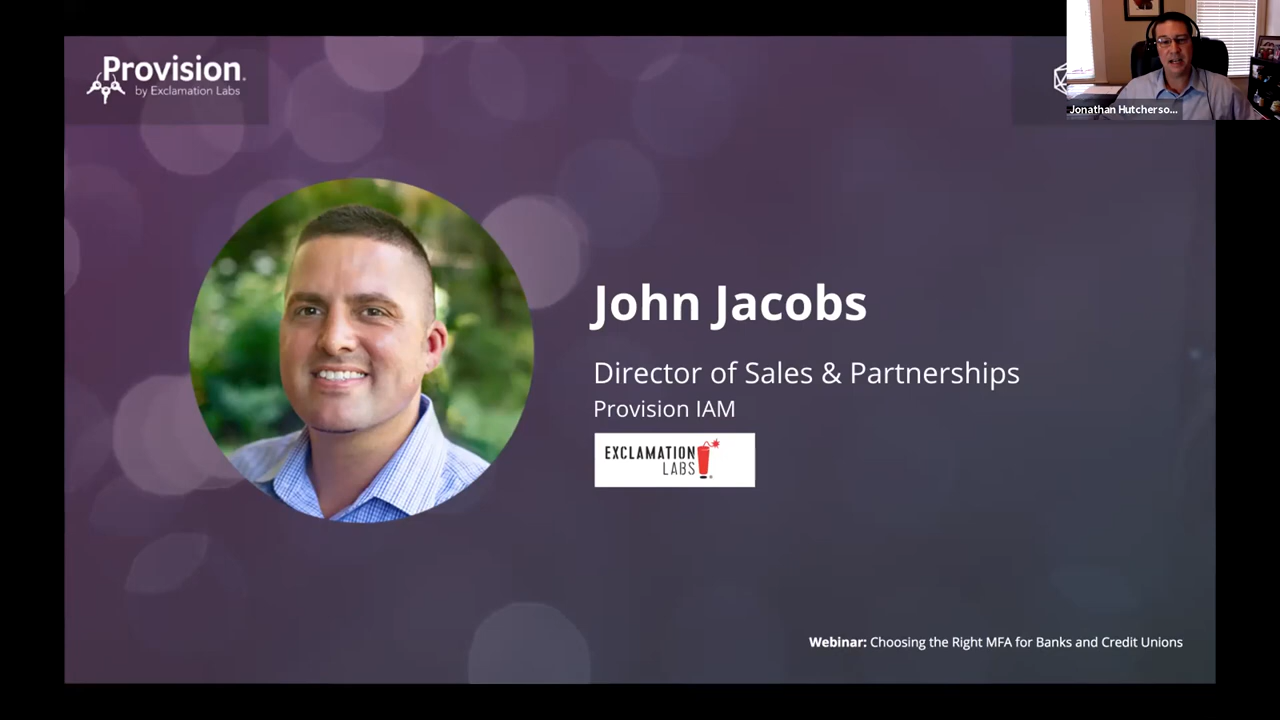 Provision
by Exclamation Labs
Jonathan Hutcherso...
John Jacobs
Director of Sales & Partnerships
Provision IAM
EXCLAMATION
LABS
Webinar: Choosing the Right MFA for Banks and Credit Unions